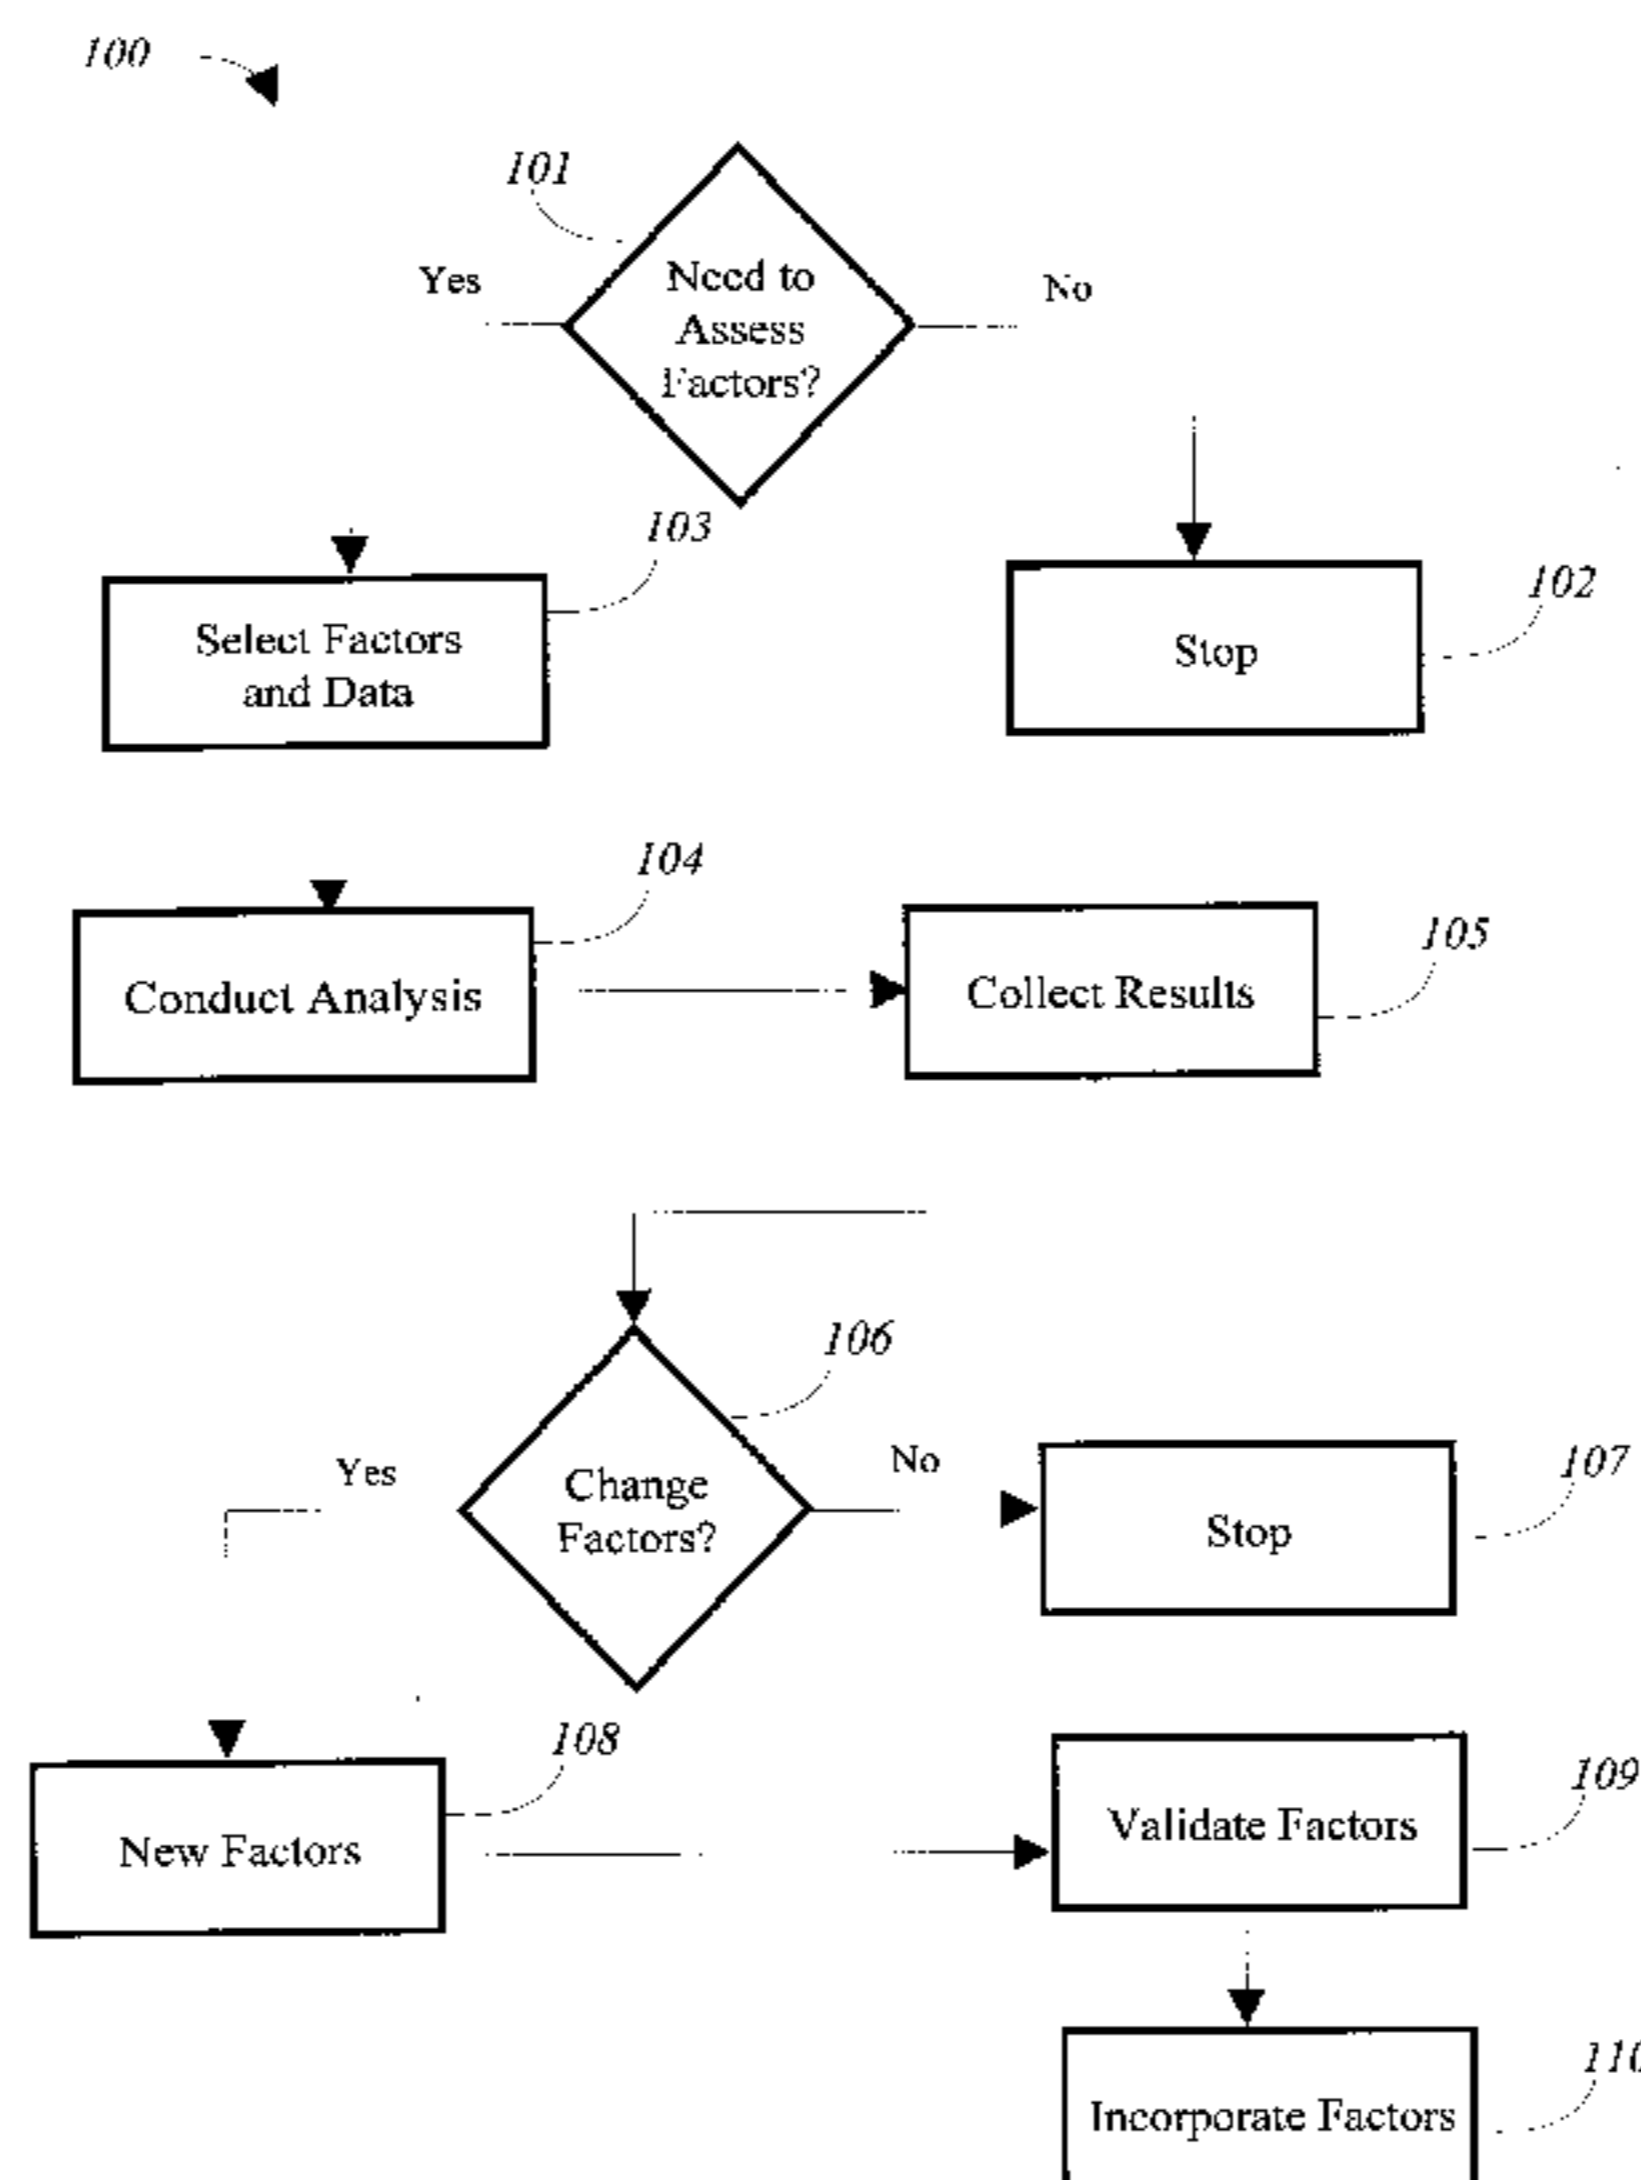 100
101
Yes
Need to
Assess
Factors?
No
103
Select Factors
and Data
102
Stop
104
Conduct Analysis
105
Collect Results
106
Yes
Change
Factors?
No
107
Stop
108
New Factors
109
Validate Factors
110
Incorporate Factors